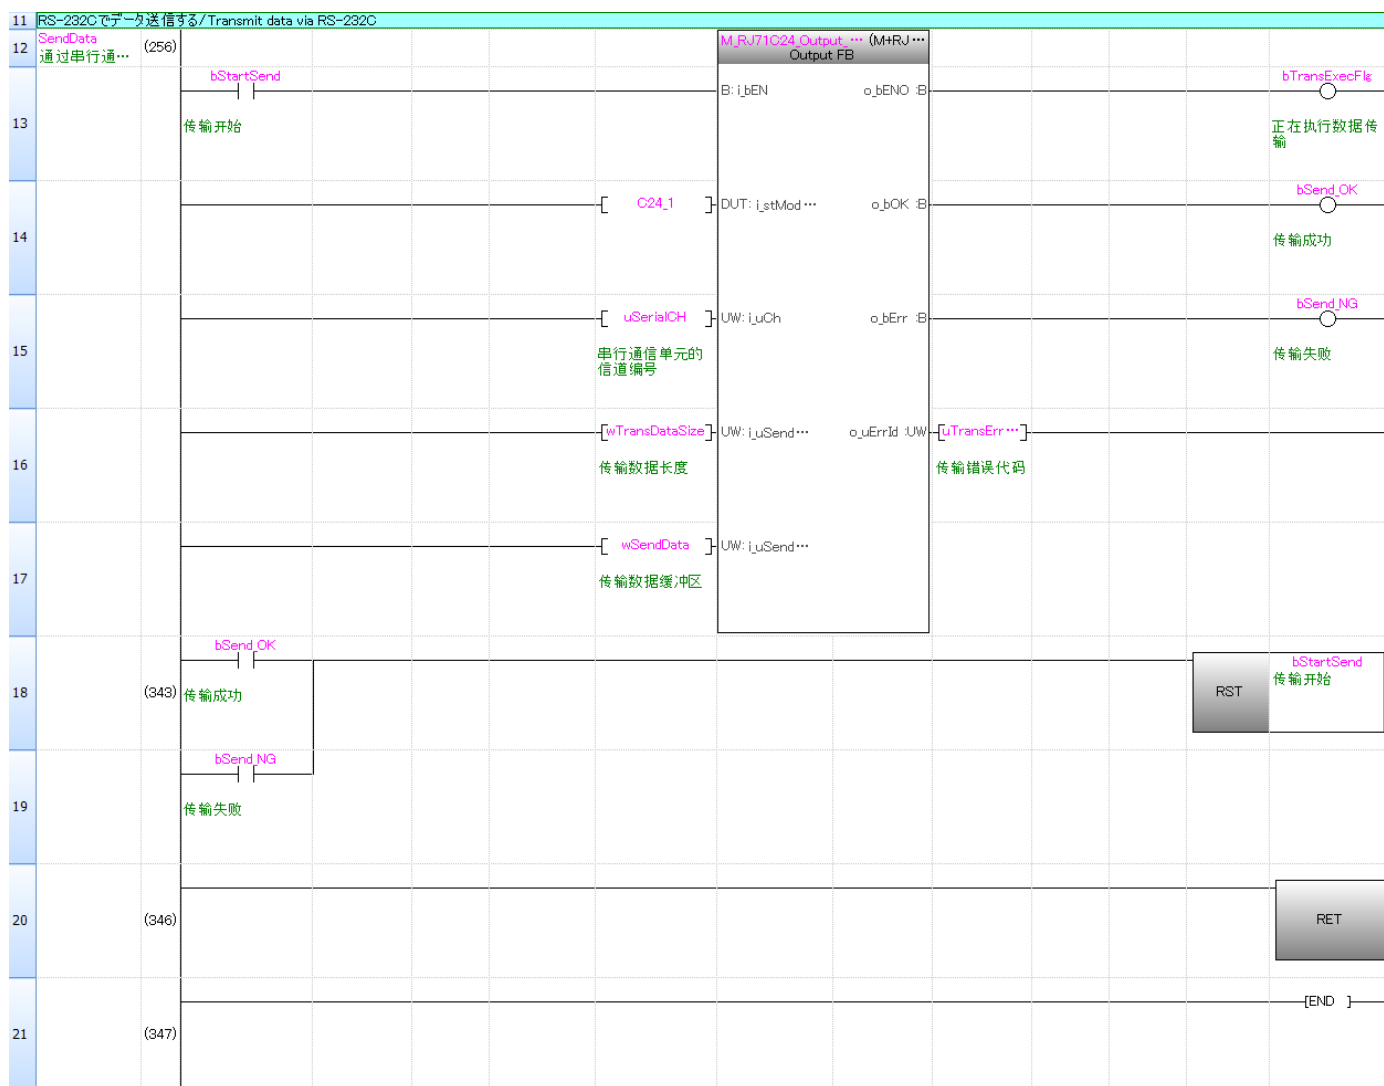 11 RS-232Cでデータ送信する/Transmit data via RS-232C
12 SendData (256) M_RJ71C24_Output_… (M+RJ…
通过串行通… Output FB
bStartSend bTransExecFlg
B: i_bEN o_bENO :B
13 传输开始 正在执行数据传
输
bSend_OK
[ C24_1 ] DUT: i_stMod… o_bOK :B
14 传输成功
bSend_NG
[ uSerialCH ] UW: i_uCh o_bErr :B
15 串行通信单元的 传输失败
信道编号
[wTransDataSize] UW: i_uSend… o_uErrId :UW [uTransErr…]
16 传输数据长度 传输错误代码
[ wSendData ] UW: i_uSend…
17 传输数据缓冲区
bSend_OK bStartSend
18 (343) 传输成功 RST 传输开始
bSend_NG
19 传输失败
20 (346) RET
[END ]
21 (347)